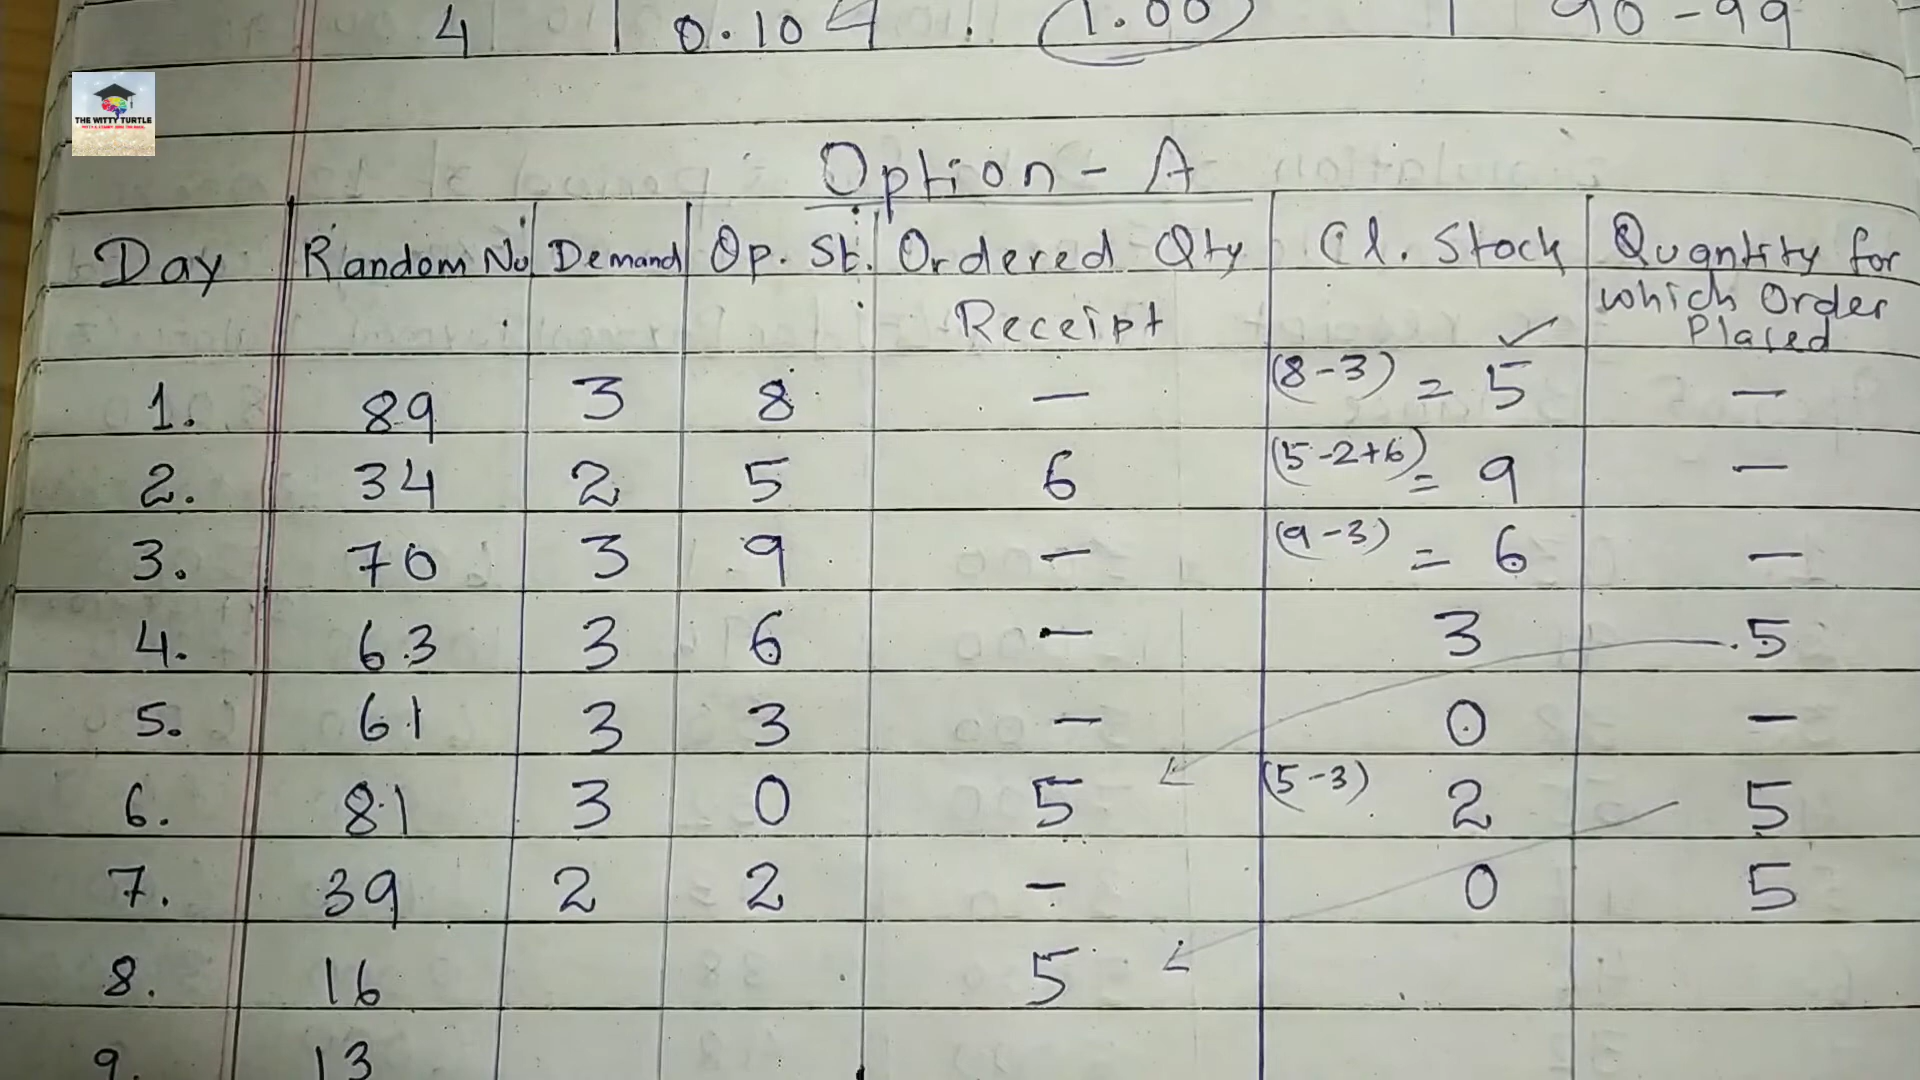 4 0.10 1.00 90-99
THE WITTY TURTLE
Option - A
Day Random No Demand Op. St. Ordered Qty Receipt Cl. Stock Quantity for which Order Placed
1. 89 3 8 — (8-3) = 5 —
2. 34 2 5 6 (5-2+6) = 9 —
3. 70 3 9 — (9-3) = 6 —
4. 63 3 6 — 3 5
5. 61 3 3 — 0 —
6. 81 3 0 5 (5-3) 2 5
7. 39 2 2 - 0 5
8. 16 5
9. 13